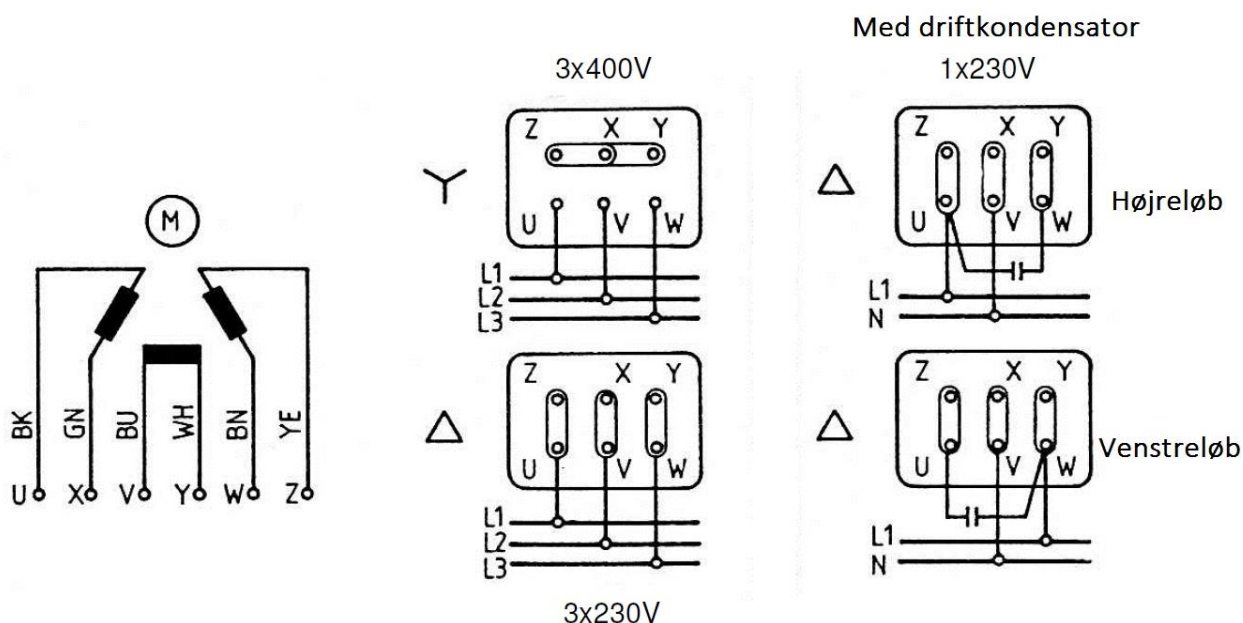 M
BK GN BU WH BN YE
U X V Y W Z
3x400V
Z X Y
U V W
L1
L2
L3
Z X Y
U V W
L1
L2
L3
3x230V
Med driftkondensator
1x230V
Z X Y
U V W
Højreløb
L1
N
Z X Y
U V W
Venstreløb
L1
N